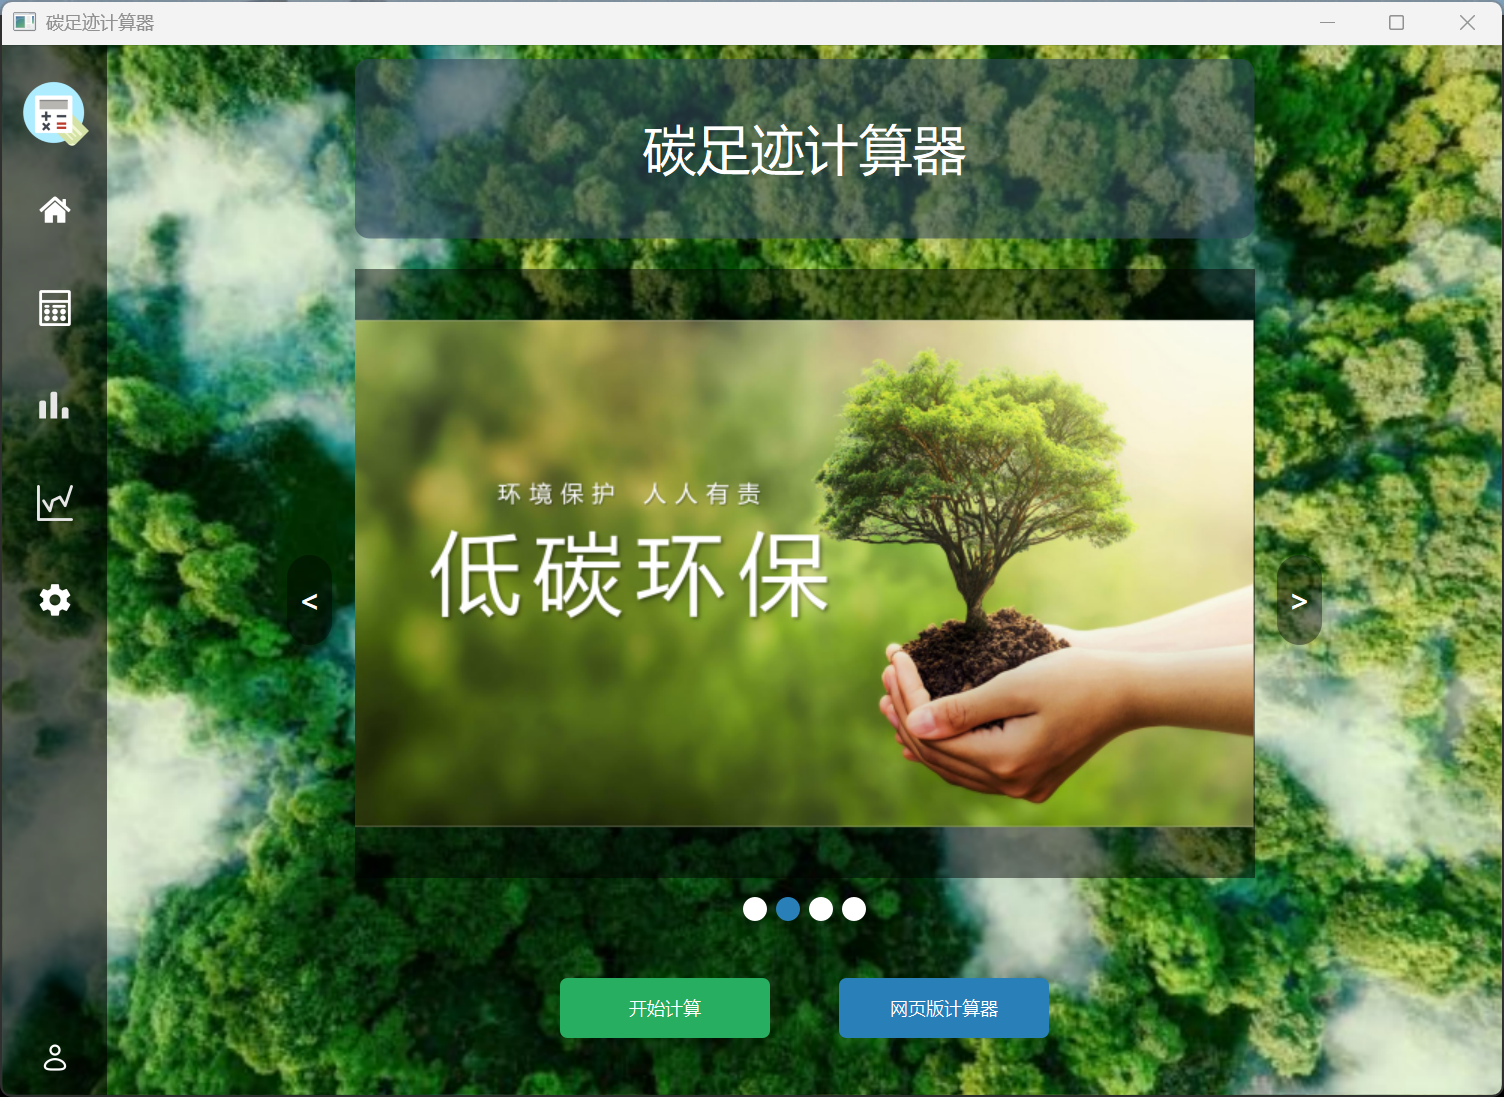 碳足迹计算器
碳足迹计算器
环境保护 人人有责
低碳环保
<
>
开始计算
网页版计算器